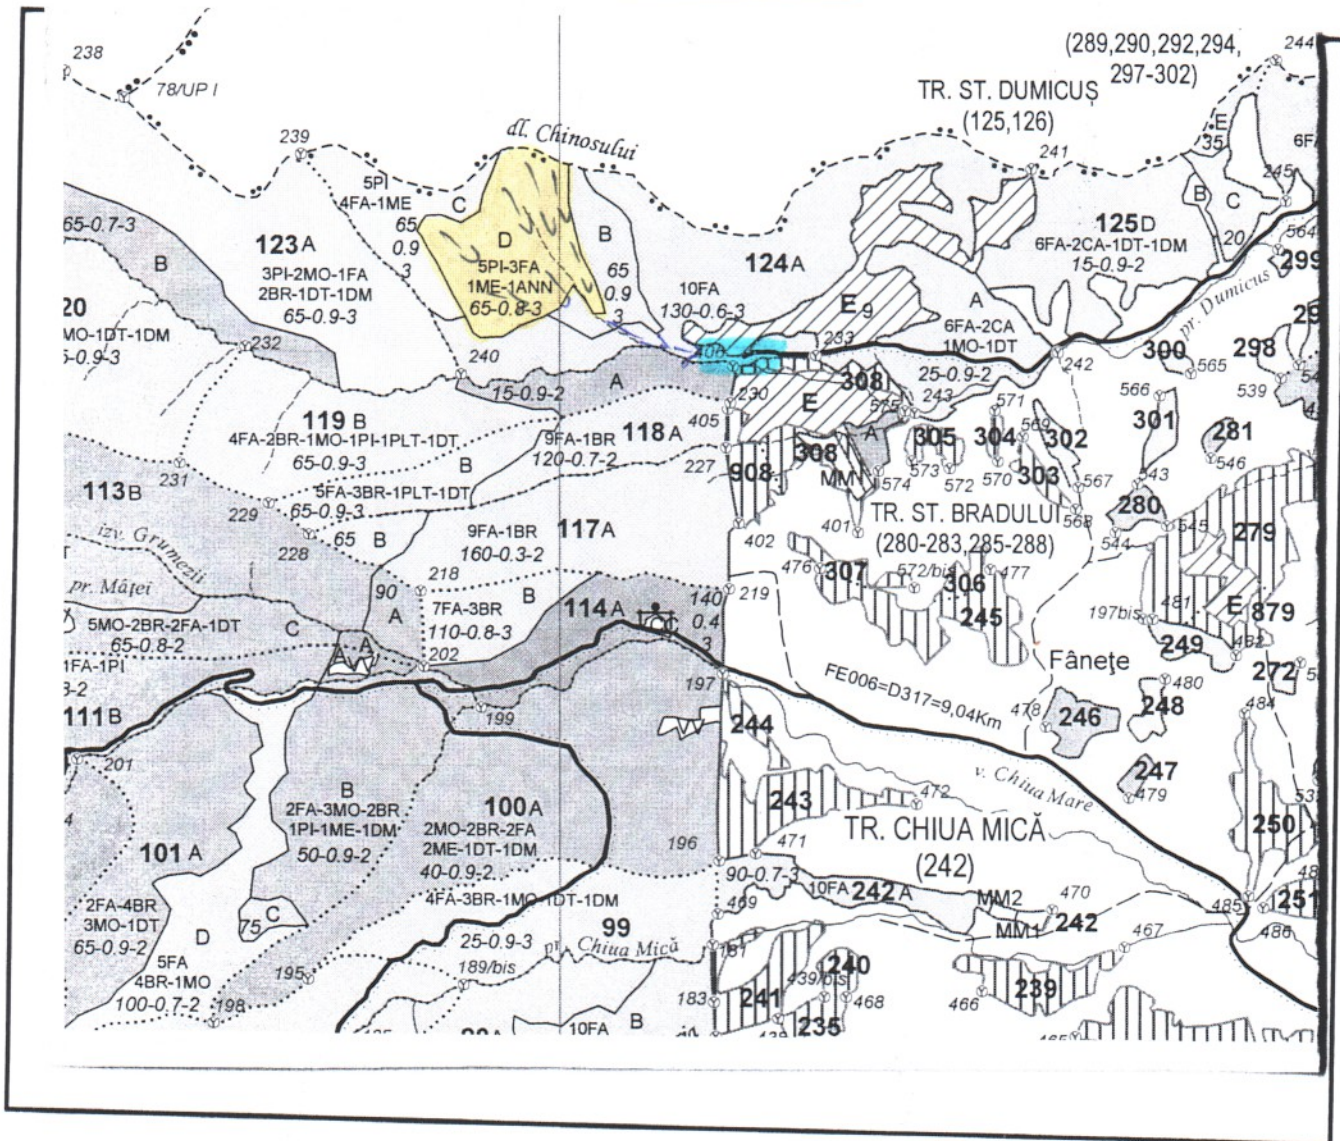 (289,290,292,294,
297-302)
244
238
78/UP I
TR. ST. DUMICUȘ
(125,126)
dl. Chinosului
239
241
E
35
6F
245
5PI
4FA-1ME
65
0.9
3
C
D
5PI-3FA
1ME-1ANN
65-0.8-3
B
65
0.9
3
124A
10FA
130-0.6-3
125D
6FA-2CA-1DT-1DM
15-0.9-2
B
C
20
564
299
65-0.7-3
B
123A
3PI-2MO-1FA
2BR-1DT-1DM
65-0.9-3
E 9
A
6FA-2CA
1MO-1DT
pr. Dumicus
20
MO-1DT-1DM
-0.9-3
232
240
406
233
242
300
565
298
29
539
15-0.9-2
A
230
405
308
25-0.9-2
E
575
243
571
566
301
281
546
119B
4FA-2BR-1MO-1PI-1PLT-1DT
65-0.9-3
9FA-1BR
120-0.7-2
118A
B
227
908
308
A
MM1
574
305
573
572
304
570
569
302
303
567
568
543
280
544
545
279
231
113B
229
5FA-3BR-1PLT-1DT
65-0.9-3
65
B
228
izv. Grumezii
9FA-1BR
160-0.3-2
117A
402
401
TR. ST. BRADULUI
(280-283,285-288)
476
307
572/bis
306
477
245
E
879
481
197bis
249
482
pr. Mâței
218
90
A
B
7FA-3BR
110-0.8-3
114A
140
0.4
3
219
5MO-2BR-2FA-1DT
65-0.8-2
C
A
A
202
1FA-1PI
-2
111B
201
199
197
FE006=D317=9,04Km
Fânețe
478
246
480
248
272
484
244
247
479
v. Chiua Mare
B
2FA-3MO-2BR
1PI-1ME-1DM
50-0.9-2
100A
2MO-2BR-2FA
2ME-1DT-1DM
40-0.9-2
243
472
471
TR. CHIUA MICĂ
(242)
250
101A
196
90-0.7-3
2FA-4BR
3MO-1DT
65-0.9-2
C
75
D
4FA-3BR-1MO-1DT-1DM
99
469
10FA
242A
MM2
MM1
470
242
485
251
486
5FA
4BR-1MO
100-0.7-2
25-0.9-3
pr. Chiua Mică
181
467
195
189/bis
198
183
241
439/bis
240
468
466
239
10FA
B
235